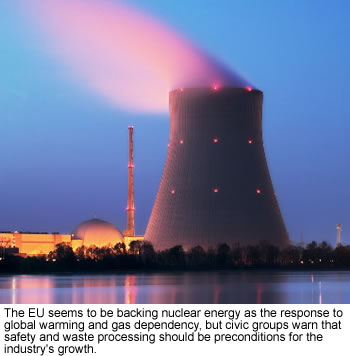 The EU seems to be backing nuclear energy as the response to
global warming and gas dependency, but civic groups warn that
safety and waste processing should be preconditions for the
industry's growth.